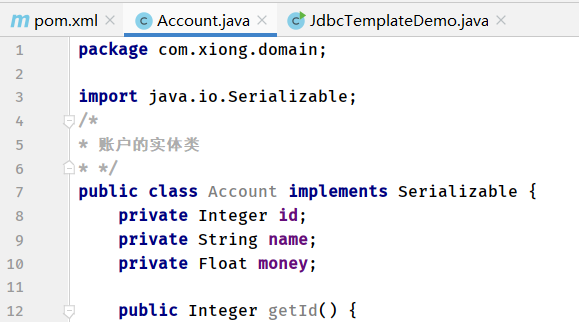 m pom.xml × C Account.java × C JdbcTemplateDemo.java ×
1 package com.xiong.domain;
2
3 import java.io.Serializable;
4 /*
5 * 账户的实体类
6 * */
7 public class Account implements Serializable {
8 private Integer id;
9 private String name;
10 private Float money;
11
12 public Integer getId() {